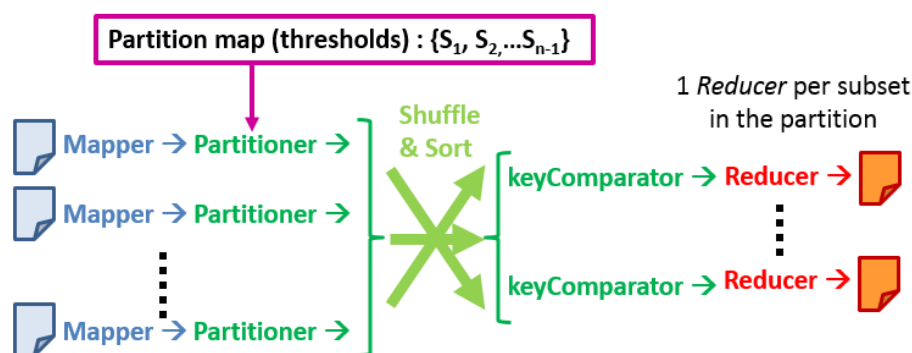 Partition map (thresholds) : {S1, S2,...Sn-1}
1 Reducer per subset
in the partition
Shuffle
& Sort
Mapper → Partitioner →
keyComparator → Reducer →
Mapper → Partitioner →
keyComparator → Reducer →
Mapper → Partitioner →